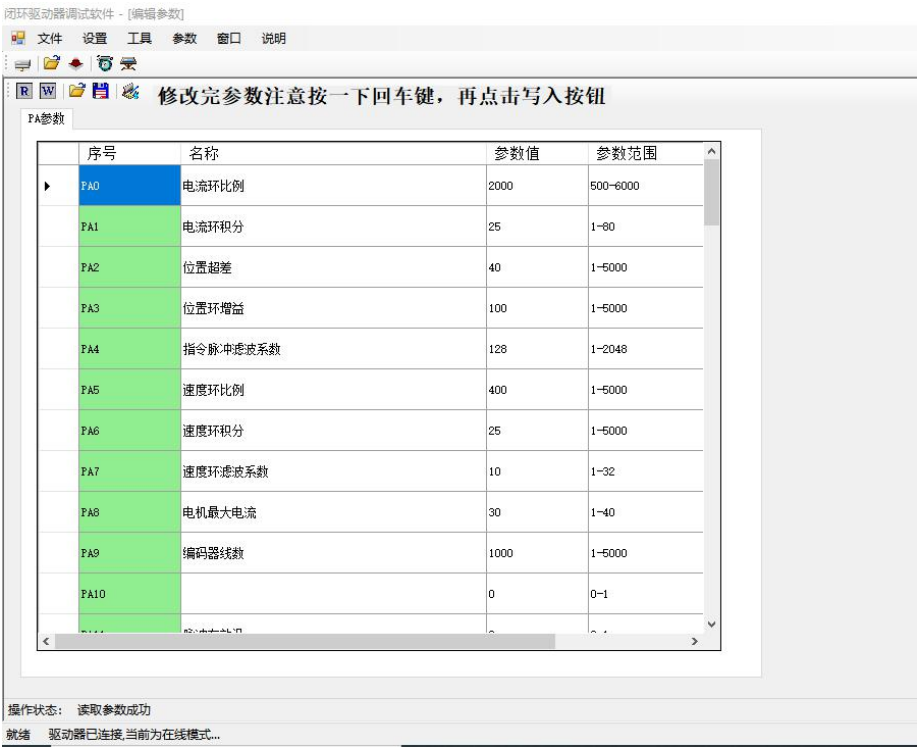 闭环驱动器调试软件 - [编辑参数]
文件 设置 工具 参数 窗口 说明
R W 修改完参数注意按一下回车键，再点击写入按钮
PA参数
序号 名称 参数值 参数范围
PA0 电流环比例 2000 500-6000
PA1 电流环积分 25 1-80
PA2 位置超差 40 1-5000
PA3 位置环增益 100 1-5000
PA4 指令脉冲滤波系数 128 1-2048
PA5 速度环比例 400 1-5000
PA6 速度环积分 25 1-5000
PA7 速度环滤波系数 10 1-32
PA8 电机最大电流 30 1-40
PA9 编码器线数 1000 1-5000
PA10 0 0-1
操作状态: 读取参数成功
就绪 驱动器已连接,当前为在线模式...